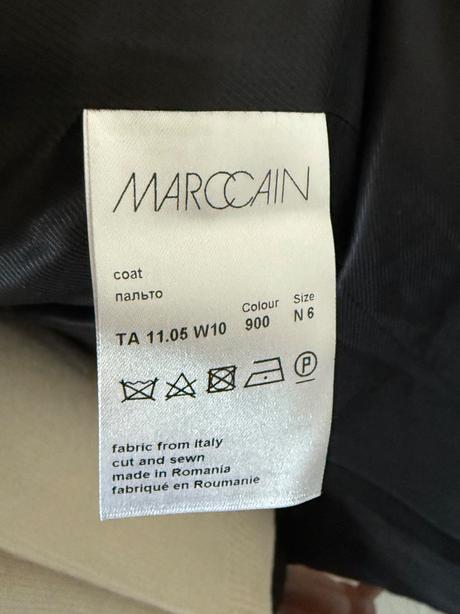 MARCCAIN
coat
пальто
Colour Size
TA 11.05 W10 900 N 6
P
fabric from Italy
cut and sewn
made in Romania
fabriqué en Roumanie